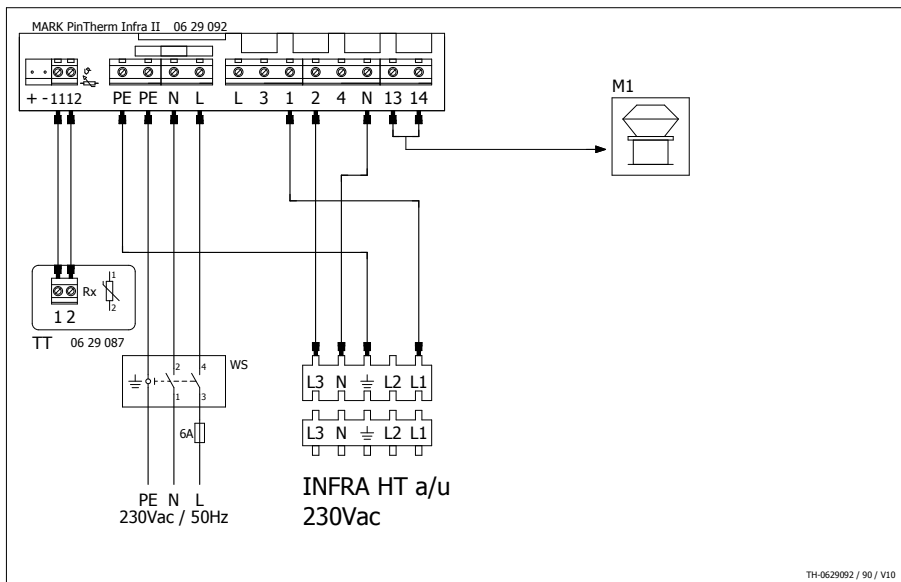 MARK PinTherm Infra II 06 29 092
+ - 11 12 PE PE N L L 3 1 2 4 N 13 14
M1
1
Rx
2
1 2
TT 06 29 087
2 4 WS
1 3
6A
L3 N L2 L1
L3 N L2 L1
PE N L
230Vac / 50Hz
INFRA HT a/u
230Vac
TH-0629092 / 90 / V10